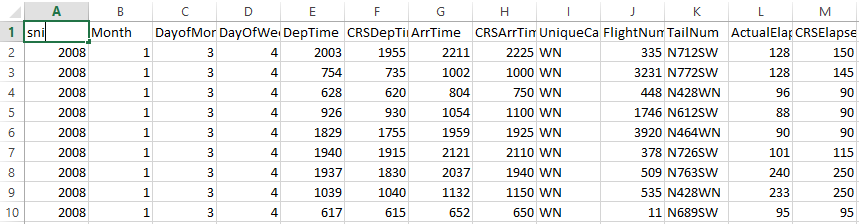 A B C D E F G H I J K L M
1 sni Month DayofMor DayOfWee DepTime CRSDepTir ArrTime CRSArrTim UniqueCa FlightNum TailNum ActualElap CRSElapse
2 2008 1 3 4 2003 1955 2211 2225 WN 335 N712SW 128 150
3 2008 1 3 4 754 735 1002 1000 WN 3231 N772SW 128 145
4 2008 1 3 4 628 620 804 750 WN 448 N428WN 96 90
5 2008 1 3 4 926 930 1054 1100 WN 1746 N612SW 88 90
6 2008 1 3 4 1829 1755 1959 1925 WN 3920 N464WN 90 90
7 2008 1 3 4 1940 1915 2121 2110 WN 378 N726SW 101 115
8 2008 1 3 4 1937 1830 2037 1940 WN 509 N763SW 240 250
9 2008 1 3 4 1039 1040 1132 1150 WN 535 N428WN 233 250
10 2008 1 3 4 617 615 652 650 WN 11 N689SW 95 95